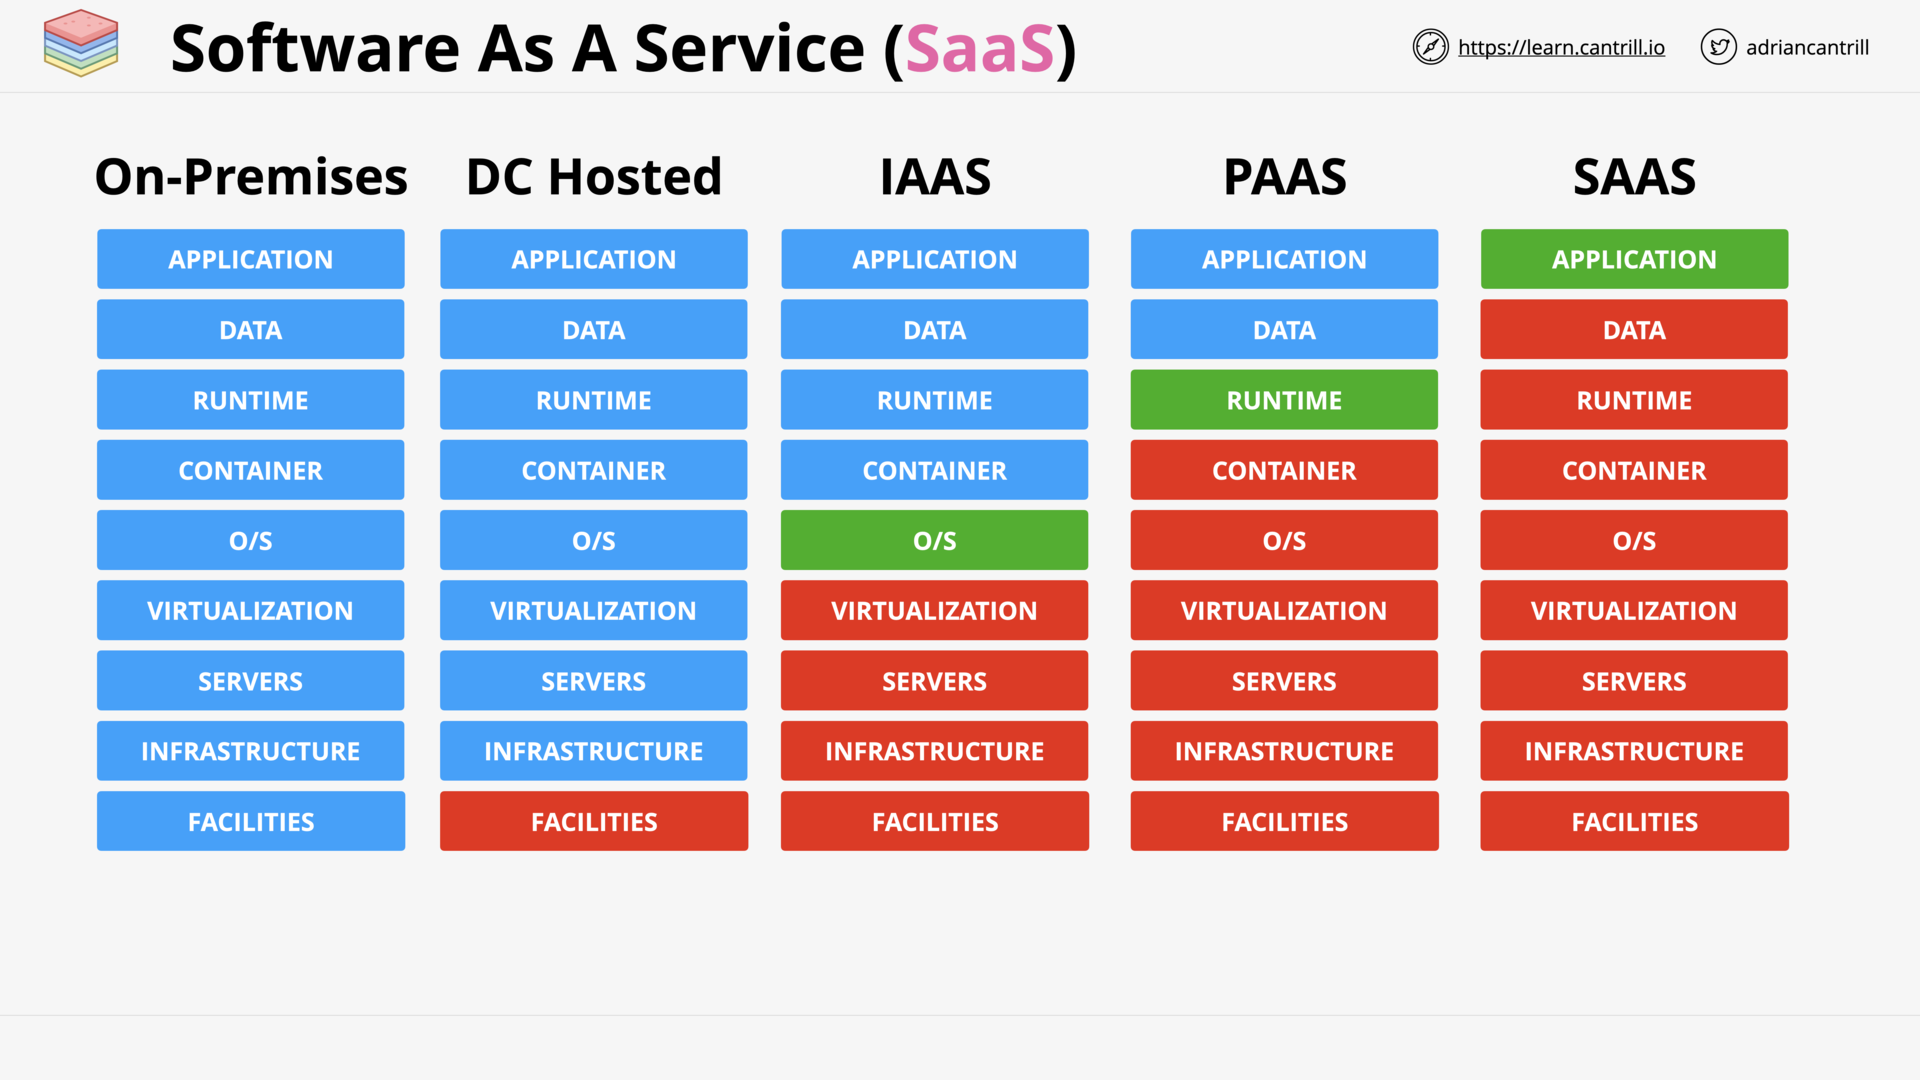 Software As A Service (SaaS)
https://learn.cantrill.io
adriancantrill
On-Premises
APPLICATION
DATA
RUNTIME
CONTAINER
O/S
VIRTUALIZATION
SERVERS
INFRASTRUCTURE
FACILITIES
DC Hosted
APPLICATION
DATA
RUNTIME
CONTAINER
O/S
VIRTUALIZATION
SERVERS
INFRASTRUCTURE
FACILITIES
IAAS
APPLICATION
DATA
RUNTIME
CONTAINER
O/S
VIRTUALIZATION
SERVERS
INFRASTRUCTURE
FACILITIES
PAAS
APPLICATION
DATA
RUNTIME
CONTAINER
O/S
VIRTUALIZATION
SERVERS
INFRASTRUCTURE
FACILITIES
SAAS
APPLICATION
DATA
RUNTIME
CONTAINER
O/S
VIRTUALIZATION
SERVERS
INFRASTRUCTURE
FACILITIES